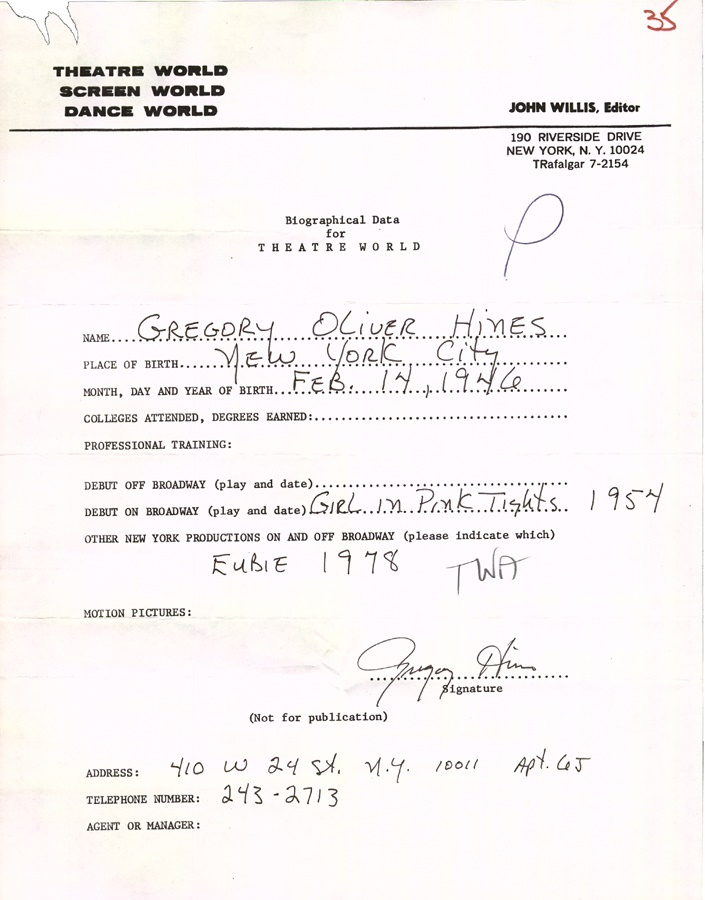 35
THEATRE WORLD
SCREEN WORLD
DANCE WORLD
JOHN WILLIS, Editor
190 RIVERSIDE DRIVE
NEW YORK, N. Y. 10024
TRafalgar 7-2154
Biographical Data
for
THEATRE WORLD
P
NAME....GREGORY OLIVER HINES
PLACE OF BIRTH....NEW YORK CITY
MONTH, DAY AND YEAR OF BIRTH...FEB. 14, 1946
COLLEGES ATTENDED, DEGREES EARNED:
PROFESSIONAL TRAINING:
DEBUT OFF BROADWAY (play and date)
DEBUT ON BROADWAY (play and date) GIRL in Pink Tights 1954
OTHER NEW YORK PRODUCTIONS ON AND OFF BROADWAY (please indicate which)
EUBIE 1978 TWA
MOTION PICTURES:
Gregory Hines
Signature
(Not for publication)
ADDRESS: 410 W 24 St. N.Y. 10011 Apt. 6J
TELEPHONE NUMBER: 243-2713
AGENT OR MANAGER: